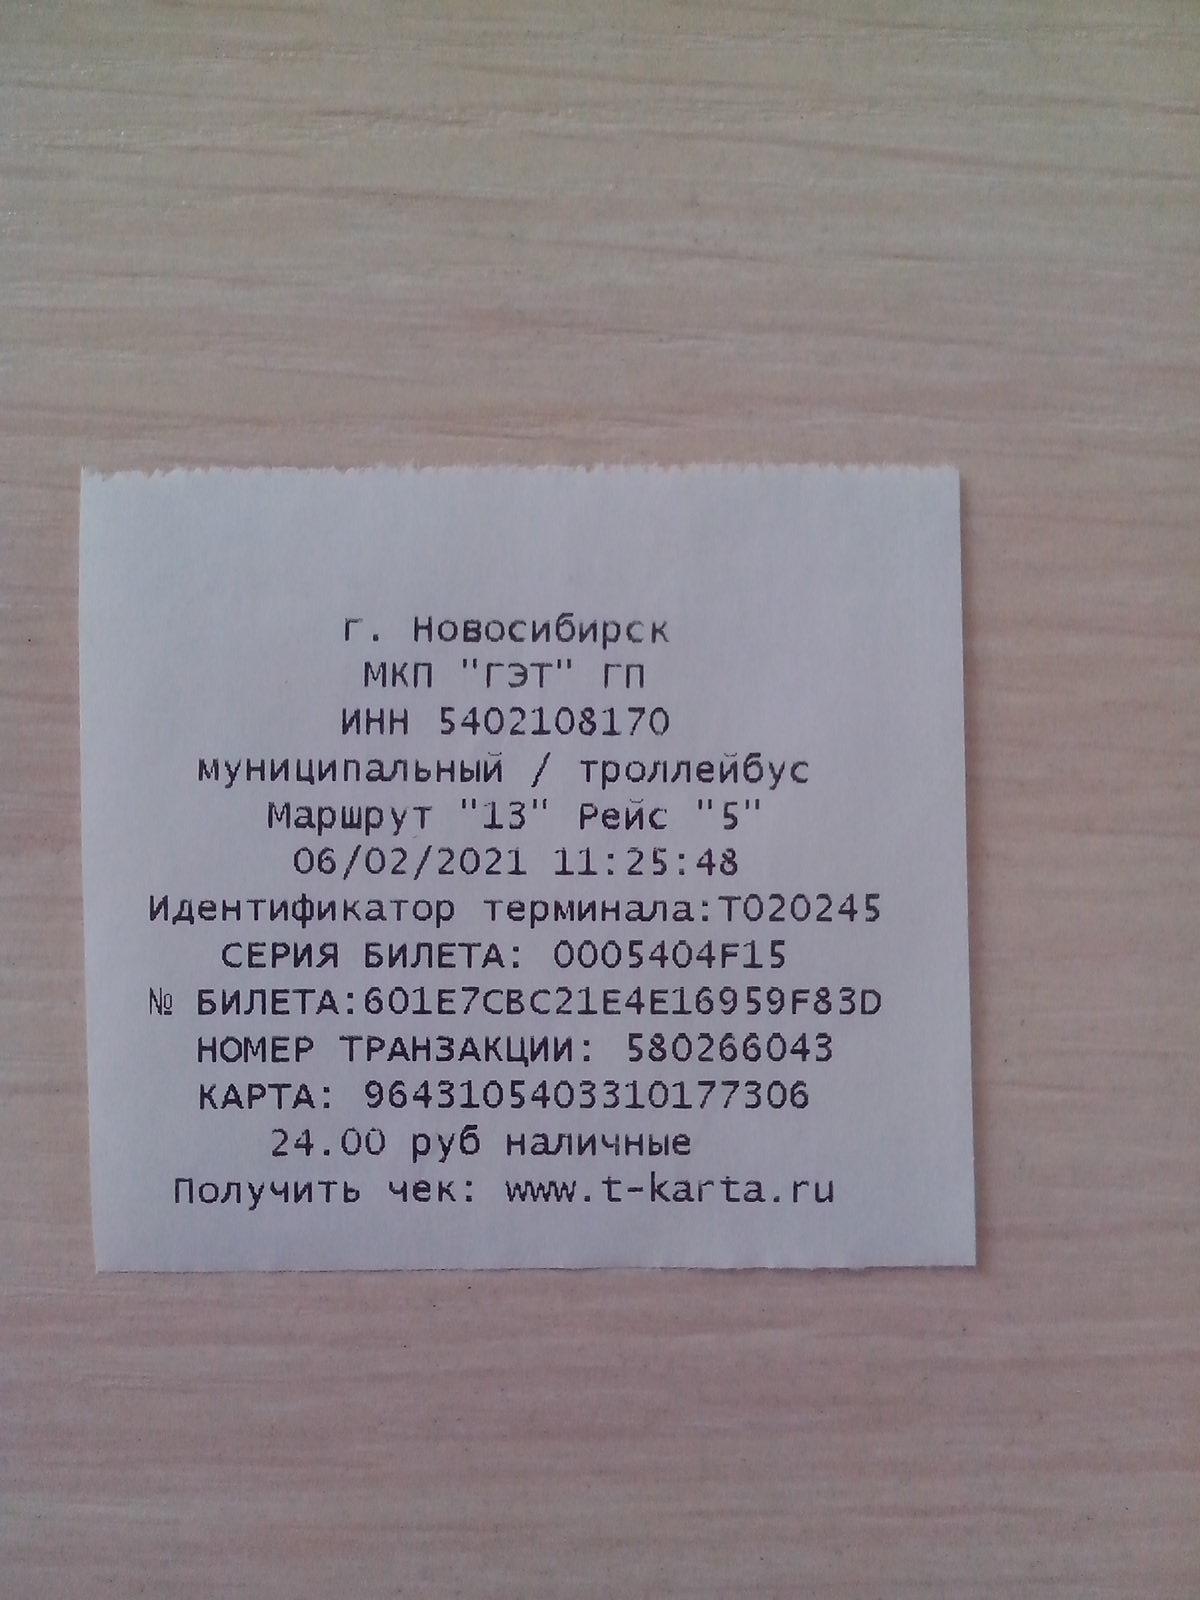 г. Новосибирск
МКП "ГЭТ" ГП
ИНН 5402108170
муниципальный / троллейбус
Маршрут "13" Рейс "5"
06/02/2021 11:25:48
Идентификатор терминала:T020245
СЕРИЯ БИЛЕТА: 0005404F15
№ БИЛЕТА:601E7CBC21E4E16959F83D
НОМЕР ТРАНЗАКЦИИ: 580266043
КАРТА: 9643105403310177306
24.00 руб наличные
Получить чек: www.t-karta.ru